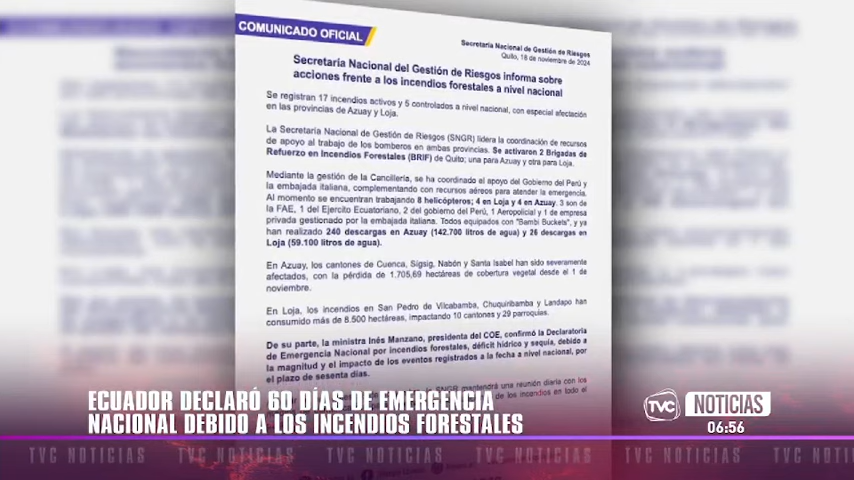 COMUNICADO OFICIAL
Secretaría Nacional de Gestión de Riesgos
Quito, 18 de noviembre de 2024
Secretaría Nacional del Gestión de Riesgos informa sobre
acciones frente a los incendios forestales a nivel nacional
Se registran 17 incendios activos y 5 controlados a nivel nacional, con especial afectación
en las provincias de Azuay y Loja.
La Secretaría Nacional de Gestión de Riesgos (SNGR) lidera la coordinación de recursos
de apoyo al trabajo de los bomberos en ambas provincias. Se activaron 2 Brigadas de
Refuerzo en Incendios Forestales (BRIF) de Quito; una para Azuay y otra para Loja.
Mediante la gestión de la Cancillería, se ha coordinado el apoyo del Gobierno del Perú y
la embajada italiana, complementando con recursos aéreos para atender la emergencia.
Al momento se encuentran trabajando 8 helicópteros; 4 en Loja y 4 en Azuay. 3 son de
la FAE, 1 del Ejercito Ecuatoriano, 2 del gobierno del Perú, 1 Aeropolicial y 1 de empresa
privada gestionado por la embajada italiana. Todos equipados con "Bambi Buckets", y ya
han realizado 240 descargas en Azuay (142.700 litros de agua) y 26 descargas en
Loja (59.100 litros de agua).
En Azuay, los cantones de Cuenca, Sígsig, Nabón y Santa Isabel han sido severamente
afectados, con la pérdida de 1.705,69 hectáreas de cobertura vegetal desde el 1 de
noviembre.
En Loja, los incendios en San Pedro de Vilcabamba, Chuquiribamba y Landapo han
consumido más de 8.500 hectáreas, impactando 10 cantones y 29 parroquias.
De su parte, la ministra Inés Manzano, presidenta del COE, confirmó la Declaratoria
de Emergencia Nacional por incendios forestales, déficit hídrico y sequía, debido a
la magnitud y el impacto de los eventos registrados a la fecha a nivel nacional, por
el plazo de sesenta días.
SNGR mantendrá una reunión diaria con los
de los incendios en todo el
ECUADOR DECLARÓ 60 DÍAS DE EMERGENCIA
NACIONAL DEBIDO A LOS INCENDIOS FORESTALES
TVC NOTICIAS
06:56
TVC NOTICIAS TVC NOTICIAS TVC NOTICIAS TVC NOTICIAS TVC NOTICIAS TVC NOTICIAS